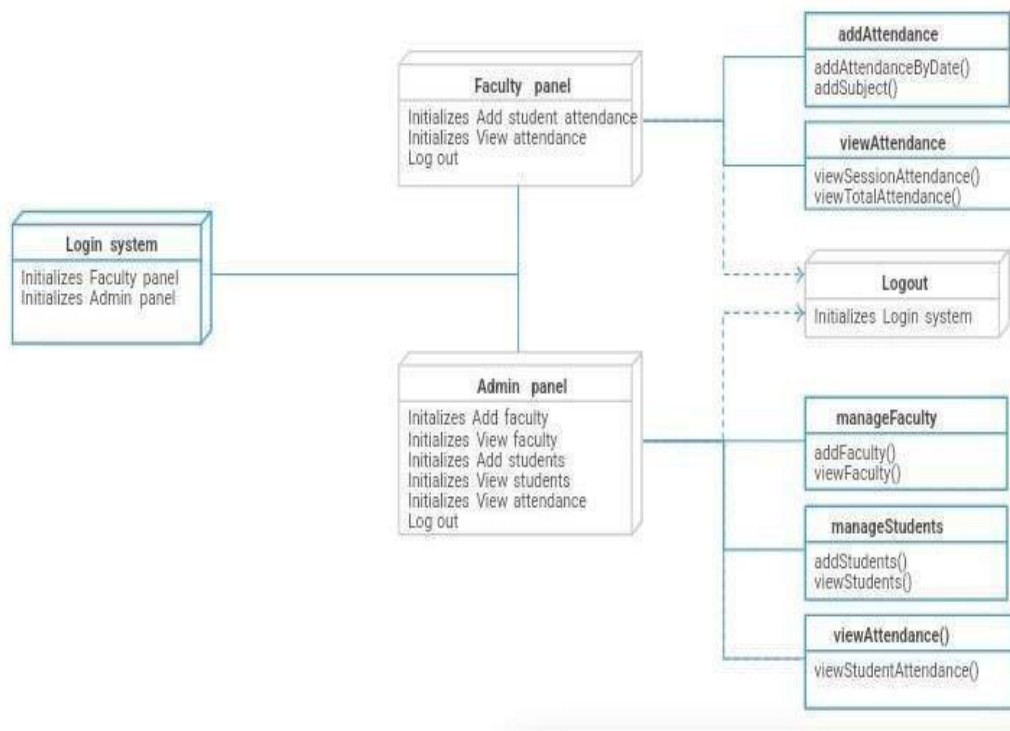 Login system
Initializes Faculty panel
Initializes Admin panel
Faculty panel
Initializes Add student attendance
Initializes View attendance
Log out
Admin panel
Initalizes Add faculty
Initializes View faculty
Initializes Add students
Initializes View students
Initializes View attendance
Log out
addAttendance
addAttendanceByDate()
addSubject()
viewAttendance
viewSessionAttendance()
viewTotalAttendance()
Logout
Initializes Login system
manageFaculty
addFaculty()
viewFaculty()
manageStudents
addStudents()
viewStudents()
viewAttendance()
viewStudentAttendance()